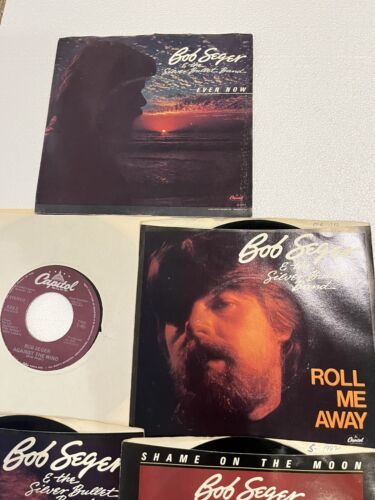 Bob Seger
& the
Silver Bullet Band
EVEN NOW
Capitol
Capitol
BOB SEGER
AGAINST THE WIND
Bob Seger
& the
Silver Bullet
Band
ROLL
ME
AWAY
Capitol
Bob Seger
& the
Silver Bullet
SHAME ON THE MOON
Bob Seger